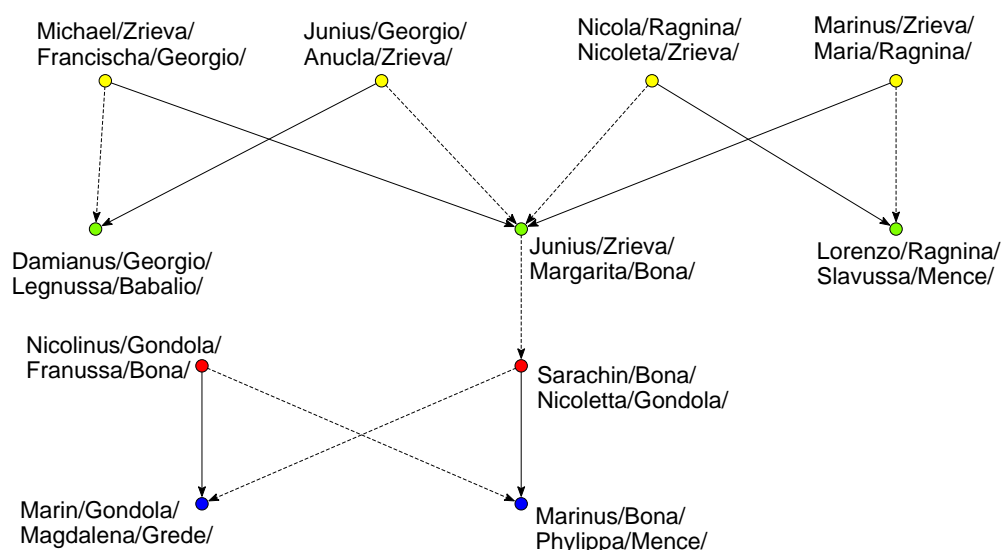 Michael/Zrieva/
Francischa/Georgio/
Junius/Georgio/
Anucla/Zrieva/
Nicola/Ragnina/
Nicoleta/Zrieva/
Marinus/Zrieva/
Maria/Ragnina/
Damianus/Georgio/
Legnussa/Babalio/
Junius/Zrieva/
Margarita/Bona/
Lorenzo/Ragnina/
Slavussa/Mence/
Nicolinus/Gondola/
Franussa/Bona/
Sarachin/Bona/
Nicoletta/Gondola/
Marin/Gondola/
Magdalena/Grede/
Marinus/Bona/
Phylippa/Mence/